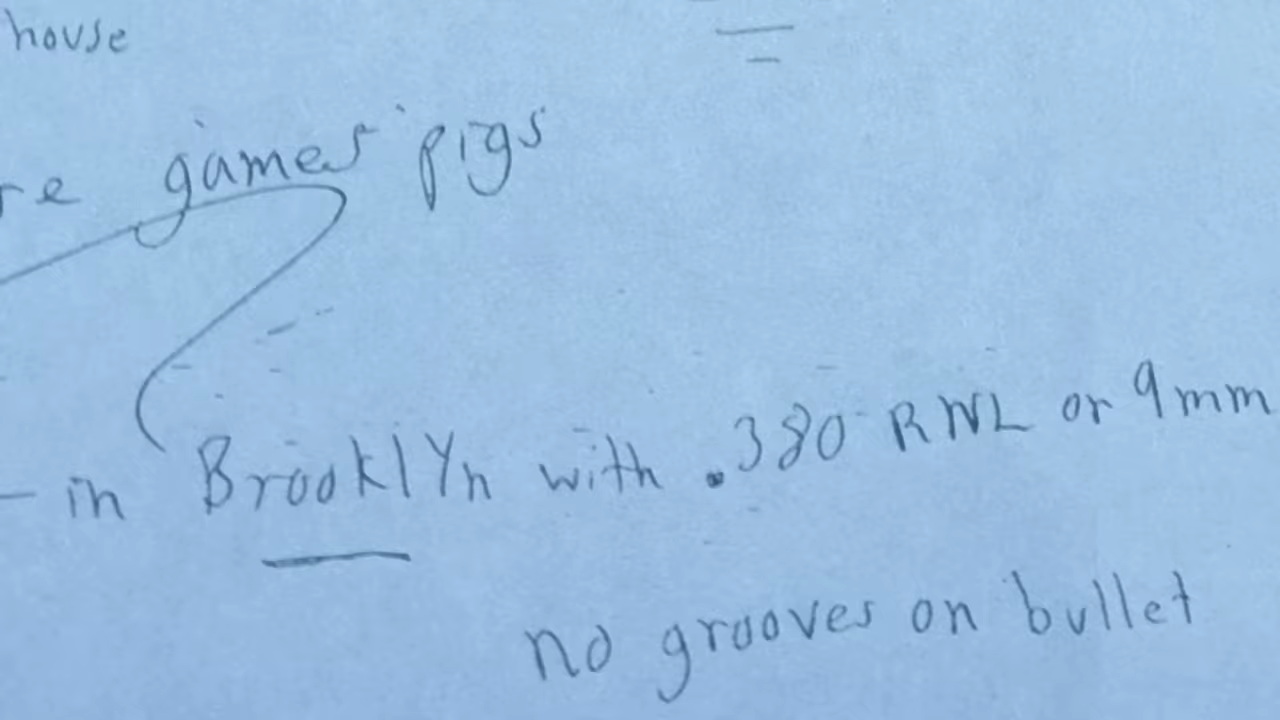 house
re games pigs
- in Brooklyn with .380 RNL or 9mm
no grooves on bullet